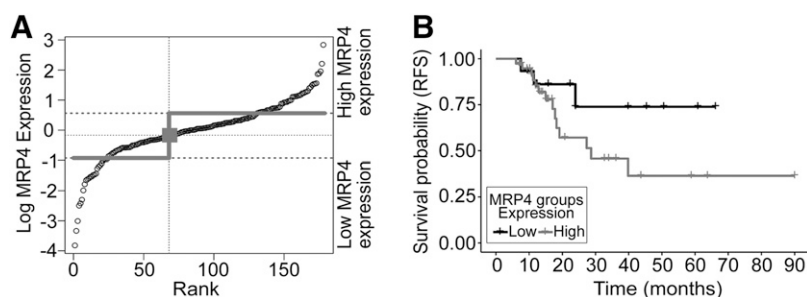 A
Log MRP4 Expression
3
2
1
0
-1
-2
-3
-4
0 50 100 150
Rank
High MRP4
expression
Low MRP4
expression
B
Survival probability (RFS)
1.00
0.75
0.50
0.25
0.00
MRP4 groups
Expression
Low High
0 10 20 30 40 50 60 70 80 90
Time (months)